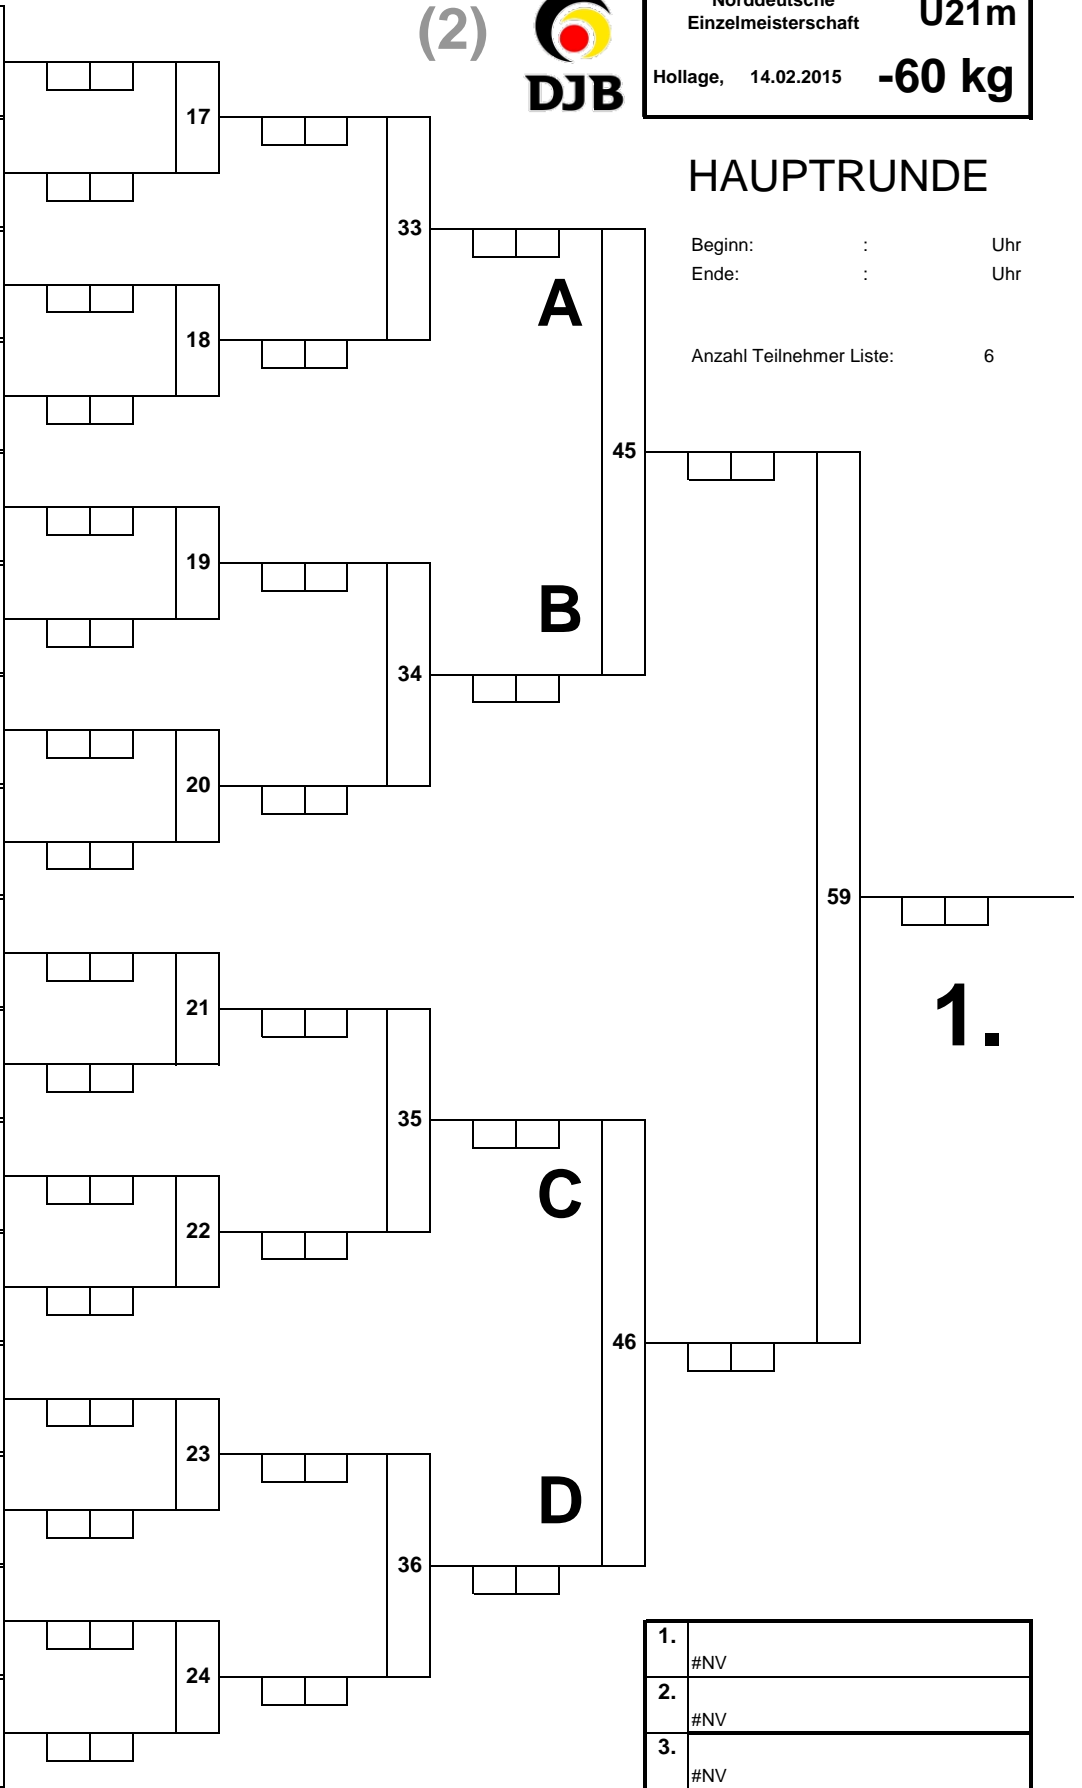 (2)
DJB
Norddeutsche
Einzelmeisterschaft
U21m
Hollage, 14.02.2015 -60 kg
HAUPTRUNDE
Beginn: : Uhr
Ende: : Uhr
Anzahl Teilnehmer Liste: 6
17
33
A
18
45
19
B
34
20
59
21
1.
35
C
22
46
23
D
36
24
1.
#NV
2.
#NV
3.
#NV